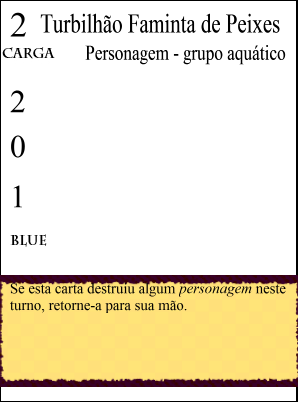 2 Turbilhão Faminta de Peixes
CARGA Personagem - grupo aquático
2
0
1
BLUE
Se esta carta destruiu algum personagem neste
turno, retorne-a para sua mão.